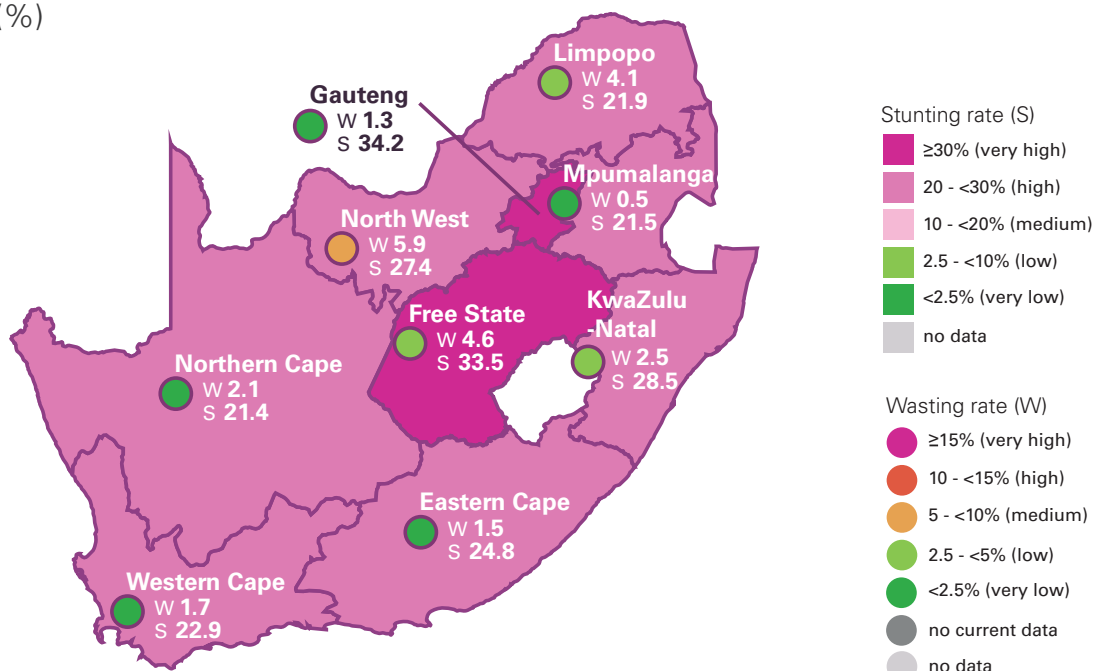 (%)
Limpopo
W 4.1
S 21.9
Gauteng
W 1.3
S 34.2
Mpumalanga
W 0.5
S 21.5
North West
W 5.9
S 27.4
Free State
W 4.6
S 33.5
KwaZulu
-Natal
W 2.5
S 28.5
Northern Cape
W 2.1
S 21.4
Eastern Cape
W 1.5
S 24.8
Western Cape
W 1.7
S 22.9
Stunting rate (S)
≥30% (very high)
20 - <30% (high)
10 - <20% (medium)
2.5 - <10% (low)
<2.5% (very low)
no data
Wasting rate (W)
≥15% (very high)
10 - <15% (high)
5 - <10% (medium)
2.5 - <5% (low)
<2.5% (very low)
no current data
no data